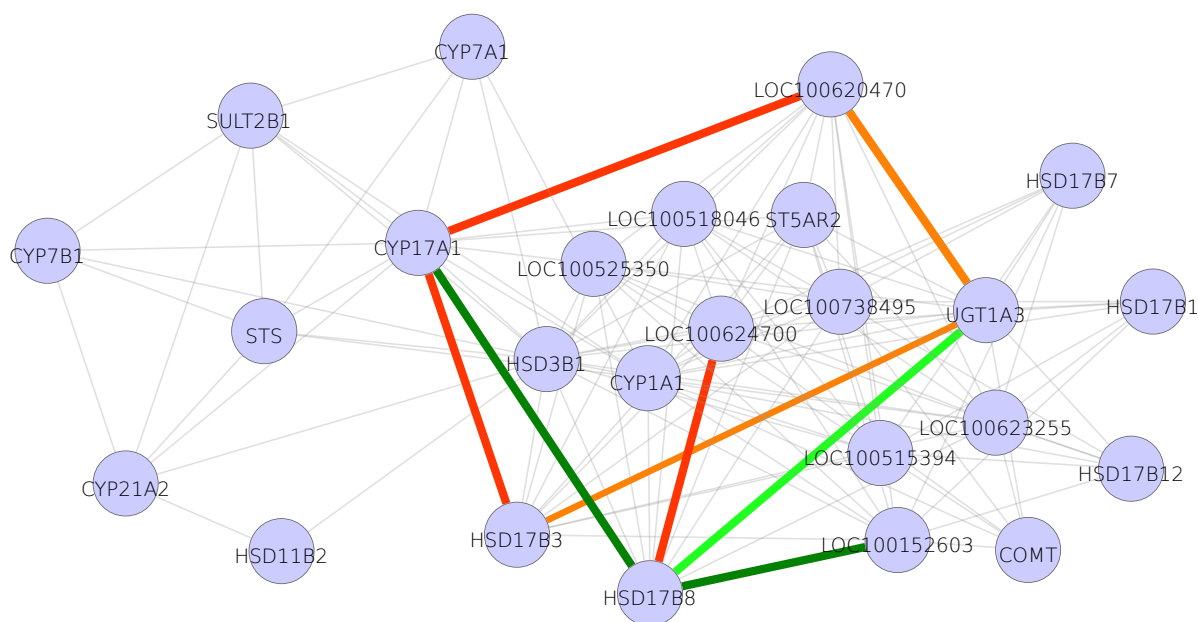 CYP7A1
LOC100620470
SULT2B1
HSD17B7
LOC100518046
ST5AR2
CYP17A1
CYP7B1
LOC100525350
LOC100738495
HSD17B1
UGT1A3
LOC100624700
STS
HSD3B1
CYP1A1
LOC100623255
LOC100515394
HSD17B12
CYP21A2
HSD17B3
LOC100152603
HSD11B2
COMT
HSD17B8